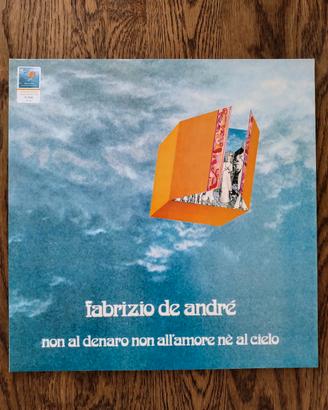 fabrizio de andré
non al denaro non all'amore nè al cielo